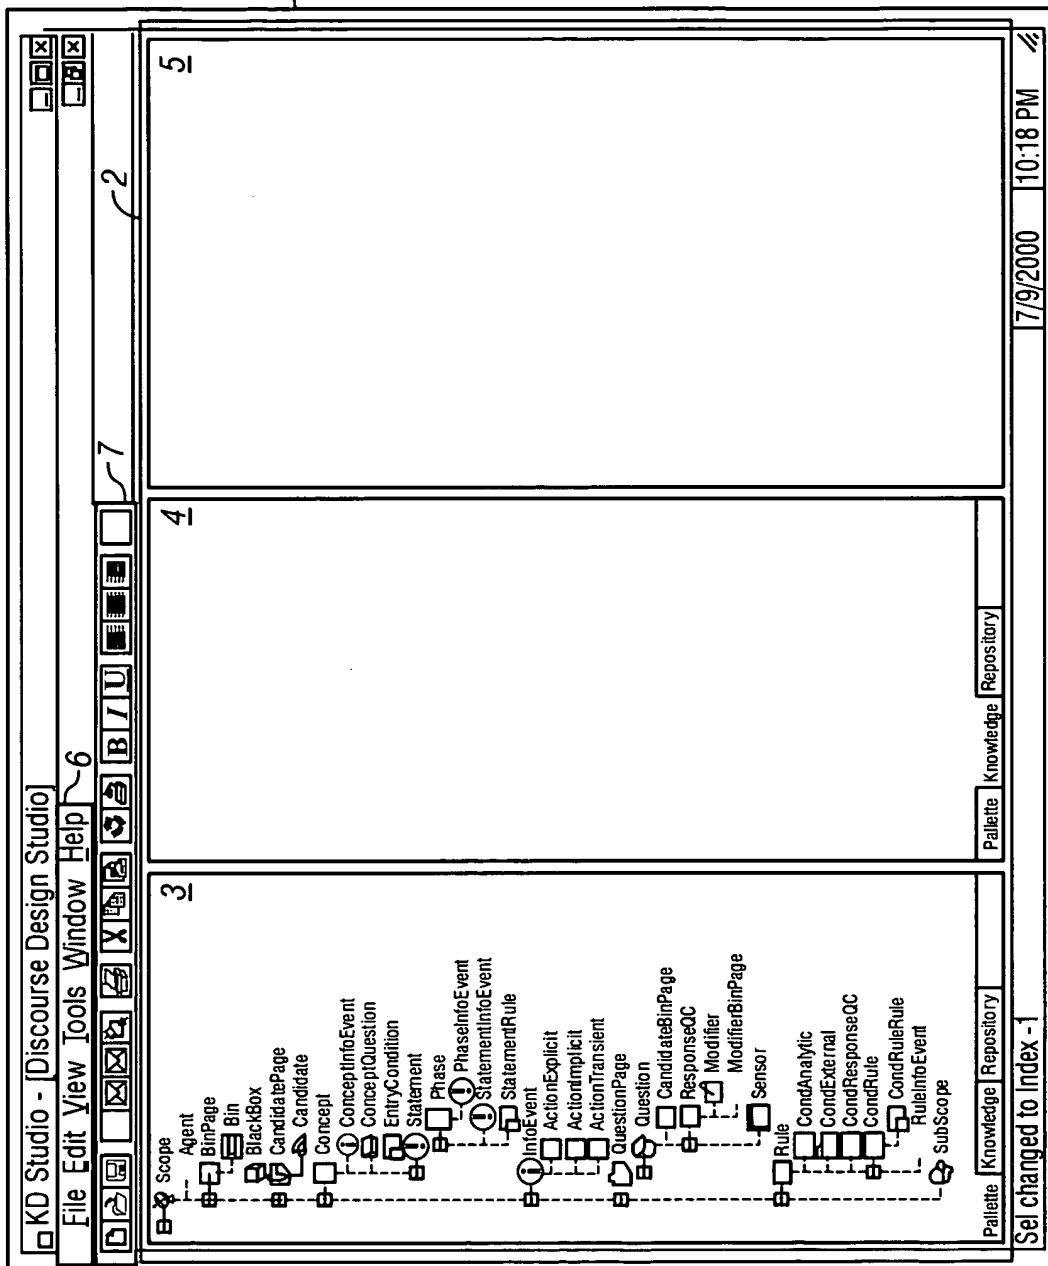 KD Studio - [Discourse Design Studio]
File Edit View Tools Window Help
6
B I U
7
2
3
Scope
Agent
BinPage
Bin
BlackBox
CandidatePage
Candidate
Concept
ConceptInfoEvent
ConceptQuestion
EntryCondition
Statement
Phase
PhaseInfoEvent
StatementInfoEvent
StatementRule
InfoEvent
ActionExplicit
ActionImplicit
ActionTransient
QuestionPage
Question
CandidateBinPage
ResponseQC
Modifier
ModifierBinPage
Sensor
Rule
CondAnalytic
CondExternal
CondResponseQC
CondRule
CondRuleRule
RuleInfoEvent
SubScope
Pallette Knowledge Repository
4
Pallette Knowledge Repository
5
Sel changed to Index -1
7/9/2000 10:18 PM